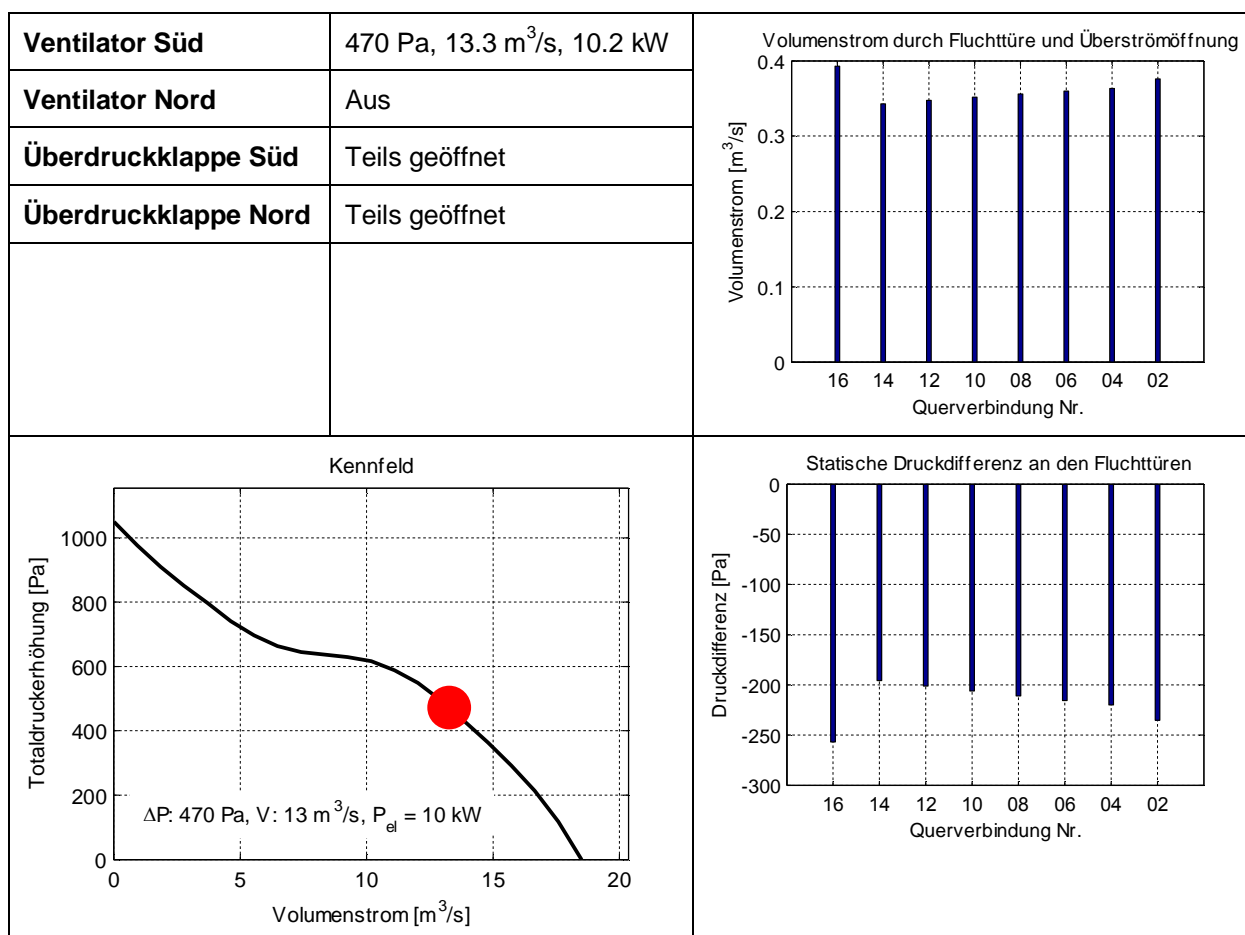 Ventilator Süd 470 Pa, 13.3 m³/s, 10.2 kW
Ventilator Nord Aus
Überdruckklappe Süd Teils geöffnet
Überdruckklappe Nord Teils geöffnet
Volumenstrom durch Fluchttüre und Überströmöffnung
Volumenstrom [m³/s]
0.4
0.3
0.2
0.1
0
16 14 12 10 08 06 04 02
Querverbindung Nr.
Kennfeld
Totaldruckerhöhung [Pa]
1000
800
600
400
200
0
ΔP: 470 Pa, V: 13 m³/s, Pel = 10 kW
0 5 10 15 20
Volumenstrom [m³/s]
Statische Druckdifferenz an den Fluchttüren
Druckdifferenz [Pa]
0
-50
-100
-150
-200
-250
-300
16 14 12 10 08 06 04 02
Querverbindung Nr.